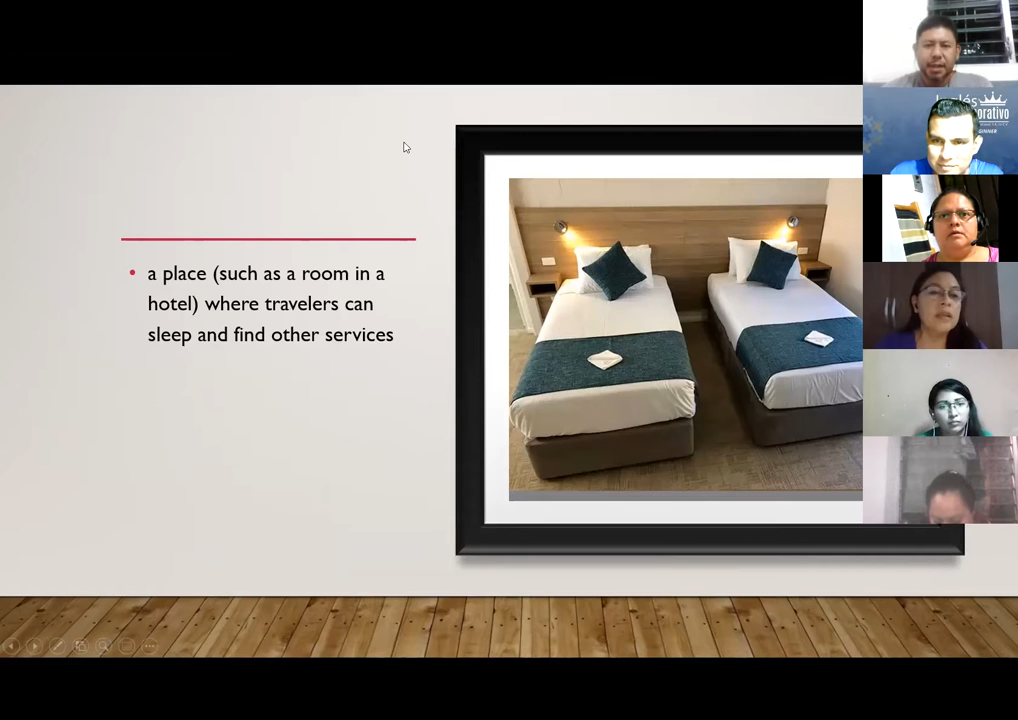 • a place (such as a room in a
hotel) where travelers can
sleep and find other services